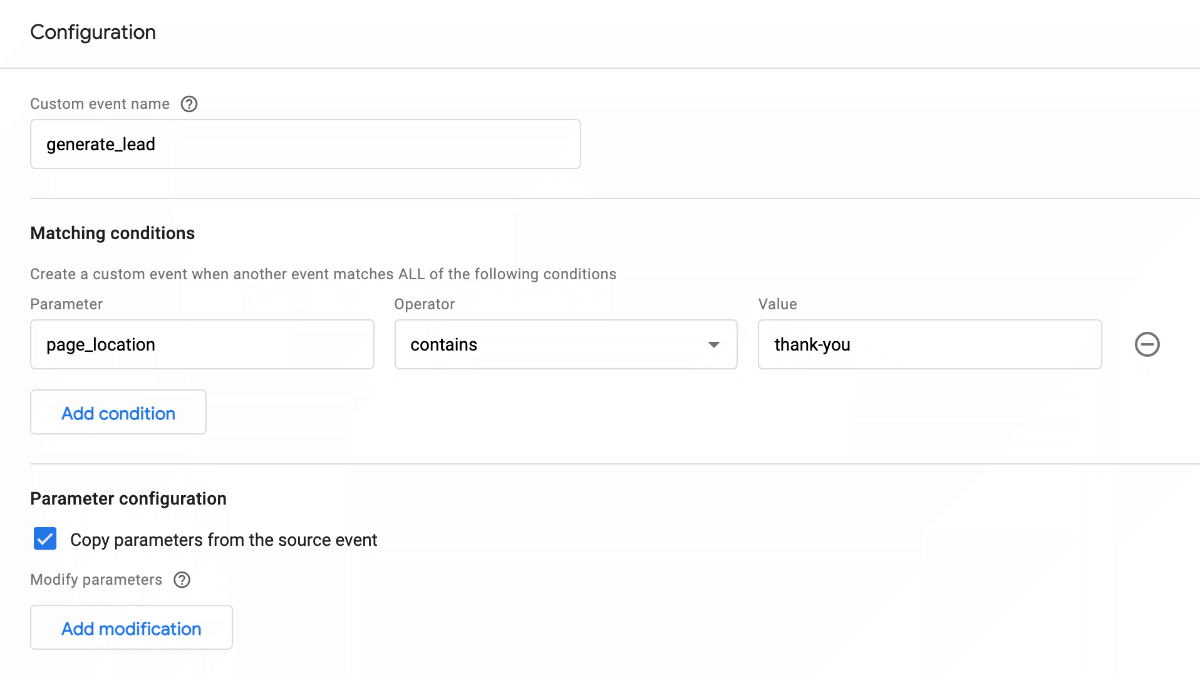 Configuration
Custom event name
generate_lead
Matching conditions
Create a custom event when another event matches ALL of the following conditions
Parameter Operator Value
page_location contains thank-you
Add condition
Parameter configuration
Copy parameters from the source event
Modify parameters
Add modification